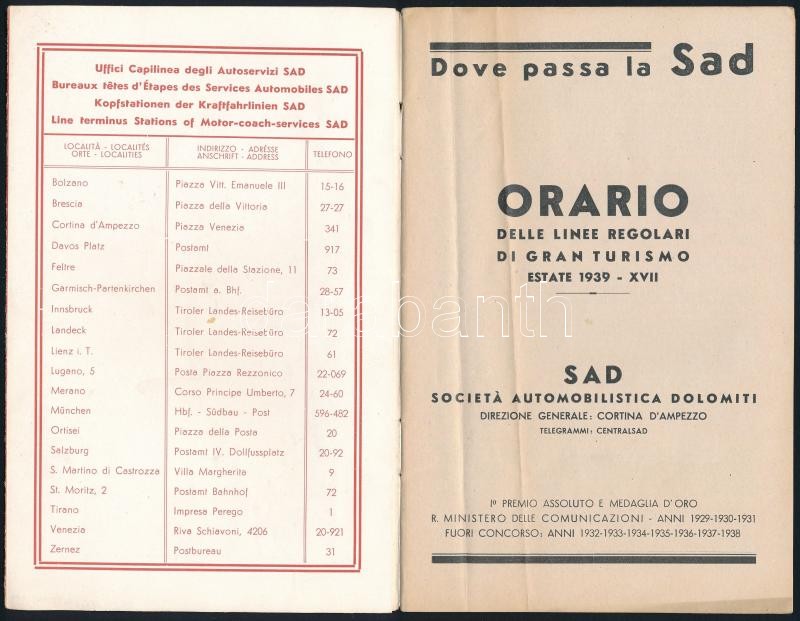 Uffici Capilinea degli Autoservizi SAD
Bureaux têtes d'Étapes des Services Automobiles SAD
Kopfstationen der Kraftfahrlinien SAD
Line terminus Stations of Motor-coach-services SAD
LOCALITÀ - LOCALITÉS INDIRIZZO - ADRÉSSE TELEFONO
ORTE - LOCALITIES ANSCHRIFT - ADDRESS
Bolzano Piazza Vitt. Emanuele III 15-16
Brescia Piazza della Vittoria 27-27
Cortina d'Ampezzo Piazza Venezia 341
Davos Platz Postamt 917
Feltre Piazzale della Stazione, 11 73
Garmisch-Partenkirchen Postamt a. Bhf. 28-57
Innsbruck Tiroler Landes-Reisebüro 13-05
Landeck Tiroler Landes-Reisebüro 72
Lienz i. T. Tiroler Landes-Reisebüro 61
Lugano, 5 Posta Piazza Rezzonico 22-069
Merano Corso Principe Umberto, 7 24-60
München Hbf. - Südbau - Post 596-482
Ortisei Piazza della Posta 20
Salzburg Postamt IV. Dollfussplatz 20-92
S. Martino di Castrozza Villa Margherita 9
St. Moritz, 2 Postamt Bahnhof 72
Tirano Impresa Perego 1
Venezia Riva Schiavoni, 4206 20-921
Zernez Postbureau 31
Dove passa la Sad
ORARIO
DELLE LINEE REGOLARI
DI GRAN TURISMO
ESTATE 1939 - XVII
SAD
SOCIETÀ AUTOMOBILISTICA DOLOMITI
DIREZIONE GENERALE: CORTINA D'AMPEZZO
TELEGRAMMI: CENTRALSAD
1º PREMIO ASSOLUTO E MEDAGLIA D'ORO
R. MINISTERO DELLE COMUNICAZIONI - ANNI 1929-1930-1931
FUORI CONCORSO: ANNI 1932-1933-1934-1935-1936-1937-1938